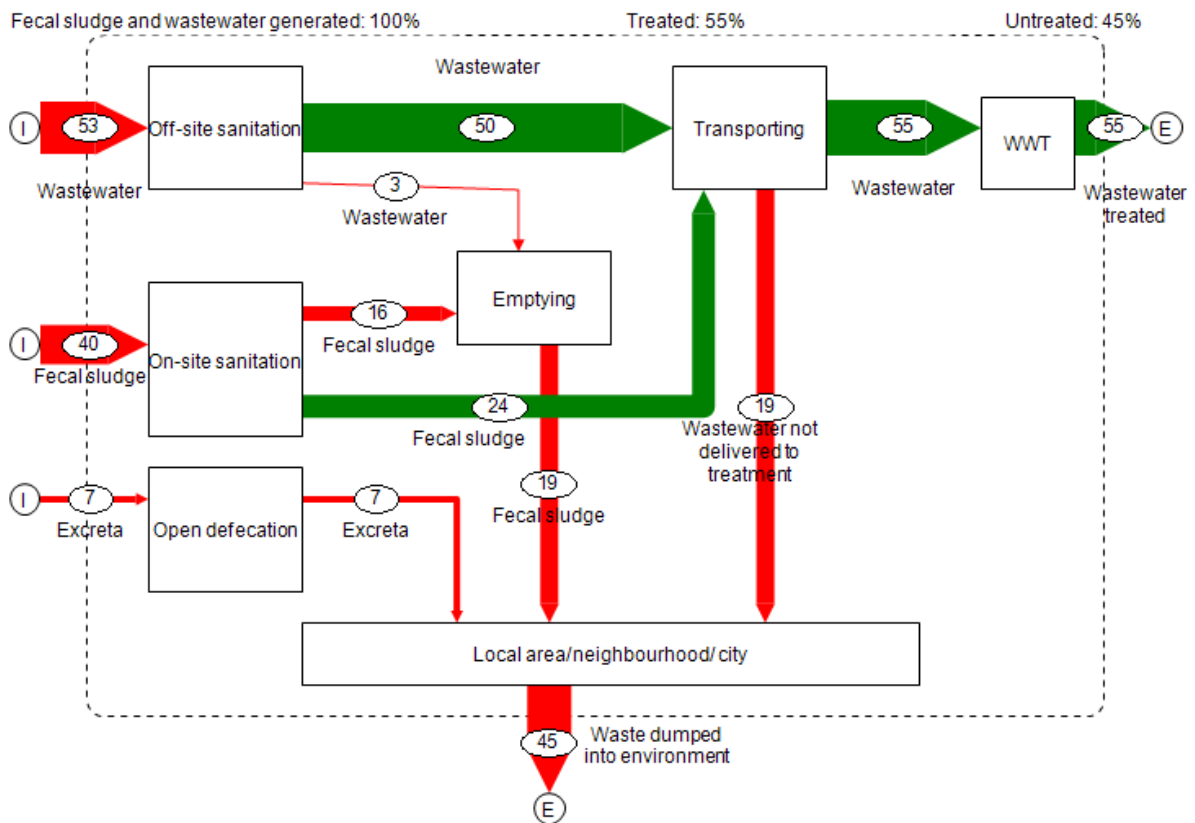 Fecal sludge and wastewater generated: 100%
Treated: 55%
Untreated: 45%
Wastewater
I
53
Off-site sanitation
50
Transporting
55
WWT
55
E
Wastewater
3
Wastewater
Wastewater
Wastewater
treated
Emptying
I
40
Fecal sludge
On-site sanitation
16
Fecal sludge
24
Fecal sludge
19
Wastewater not
delivered to
treatment
I
7
Excreta
Open defecation
7
Excreta
19
Fecal sludge
Local area/neighbourhood/city
45
Waste dumped
into environment
E